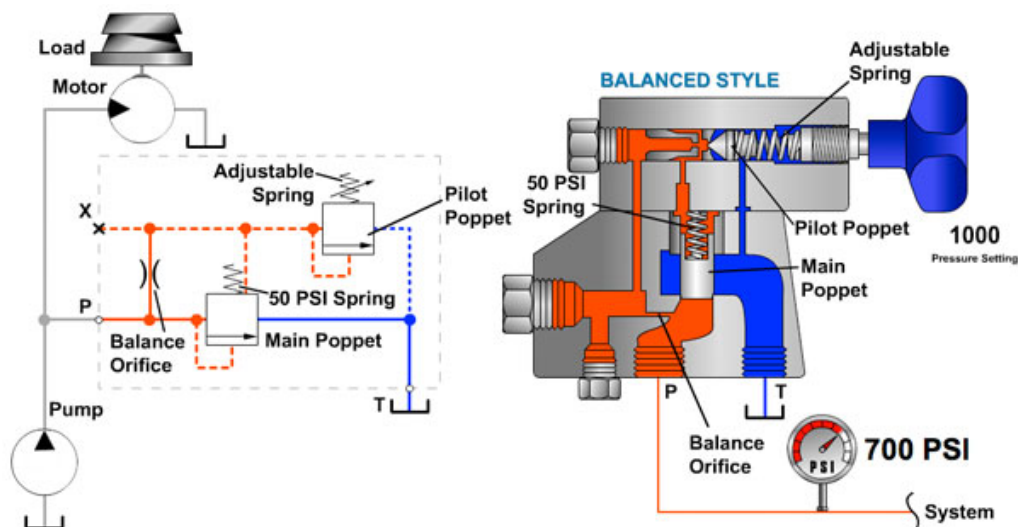 Load
Motor
Adjustable
Spring
Pilot
Poppet
X
50 PSI Spring
P
Balance
Orifice
Main Poppet
T
Pump
BALANCED STYLE
Adjustable
Spring
50 PSI
Spring
Pilot Poppet
1000
Pressure Setting
Main
Poppet
P
T
Balance
Orifice
PSI
700 PSI
System